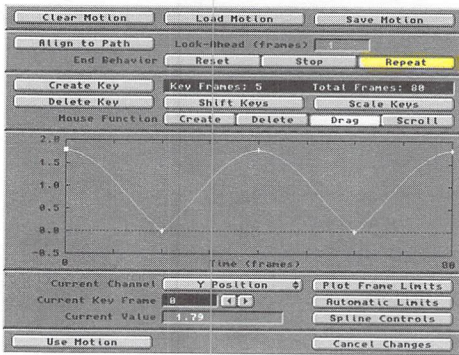 Clear Motion Load Motion Save Motion
Align to Path Look-Ahead (frames) 1
End Behavior Reset Stop Repeat
Create Key Key Frames: 5 Total Frames: 80
Delete Key Shift Keys Scale Keys
Mouse Function Create Delete Drag Scroll
2.0
1.5
1.0
0.5
0.0
-0.5
0 Time (frames) 80
Current Channel Y Position Plot Frame Limits
Current Key Frame 0 Automatic Limits
Current Value 1.79 Spline Controls
Use Motion Cancel Changes